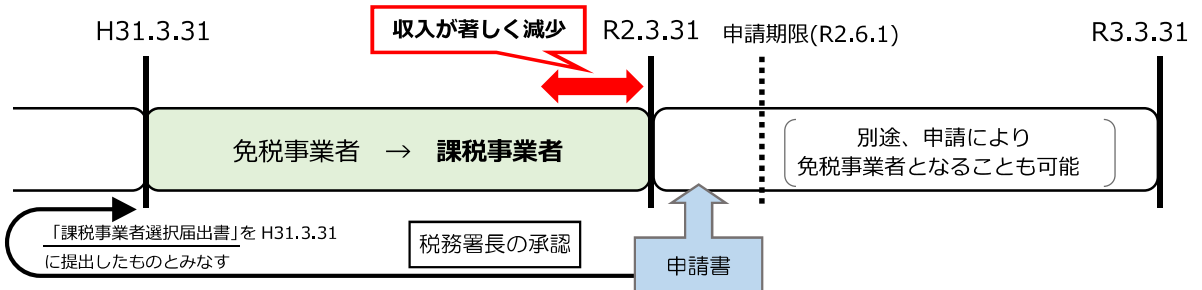 収入が著しく減少
H31.3.31
R2.3.31
申請期限(R2.6.1)
R3.3.31
免税事業者 → 課税事業者
別途、申請により
免税事業者となることも可能
「課税事業者選択届出書」を H31.3.31
に提出したものとみなす
税務署長の承認
申請書